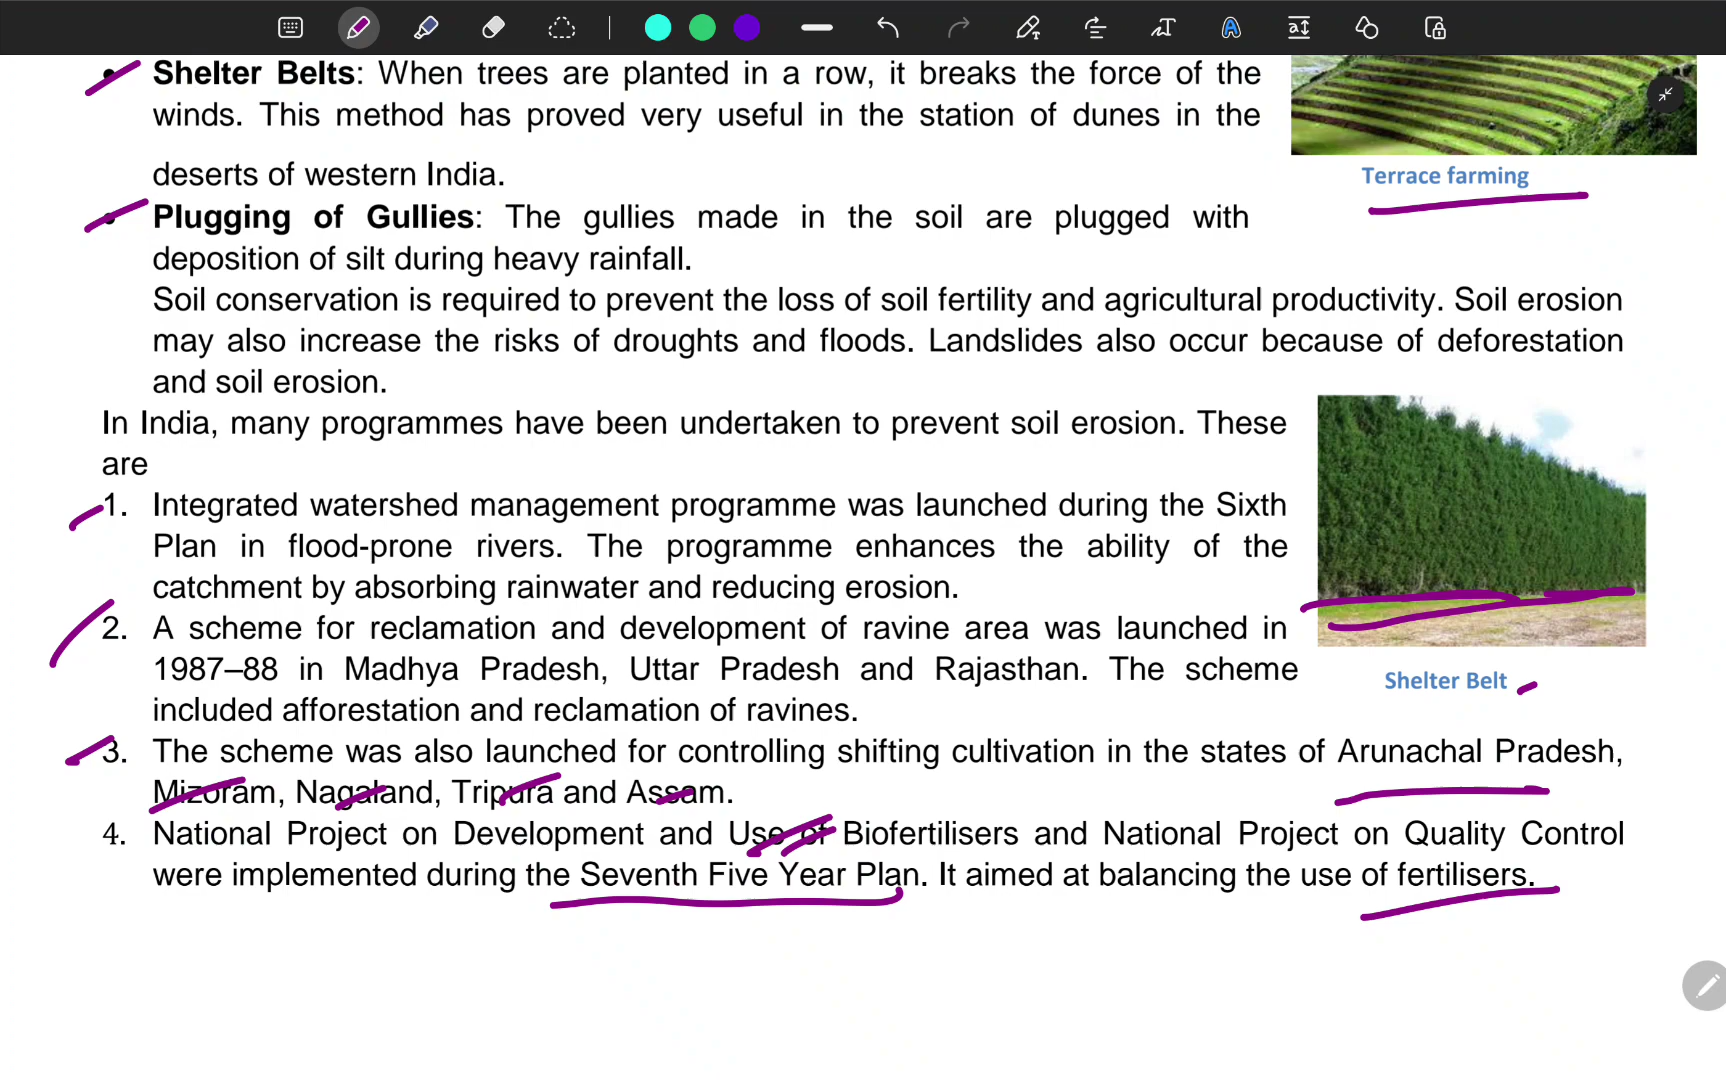 Shelter Belts: When trees are planted in a row, it breaks the force of the
winds. This method has proved very useful in the station of dunes in the
deserts of western India.
Terrace farming
Plugging of Gullies: The gullies made in the soil are plugged with
deposition of silt during heavy rainfall.
Soil conservation is required to prevent the loss of soil fertility and agricultural productivity. Soil erosion
may also increase the risks of droughts and floods. Landslides also occur because of deforestation
and soil erosion.
In India, many programmes have been undertaken to prevent soil erosion. These
are
1. Integrated watershed management programme was launched during the Sixth
Plan in flood-prone rivers. The programme enhances the ability of the
catchment by absorbing rainwater and reducing erosion.
2. A scheme for reclamation and development of ravine area was launched in
1987–88 in Madhya Pradesh, Uttar Pradesh and Rajasthan. The scheme
included afforestation and reclamation of ravines.
Shelter Belt
3. The scheme was also launched for controlling shifting cultivation in the states of Arunachal Pradesh,
Mizoram, Nagaland, Tripura and Assam.
4. National Project on Development and Use of Biofertilisers and National Project on Quality Control
were implemented during the Seventh Five Year Plan. It aimed at balancing the use of fertilisers.